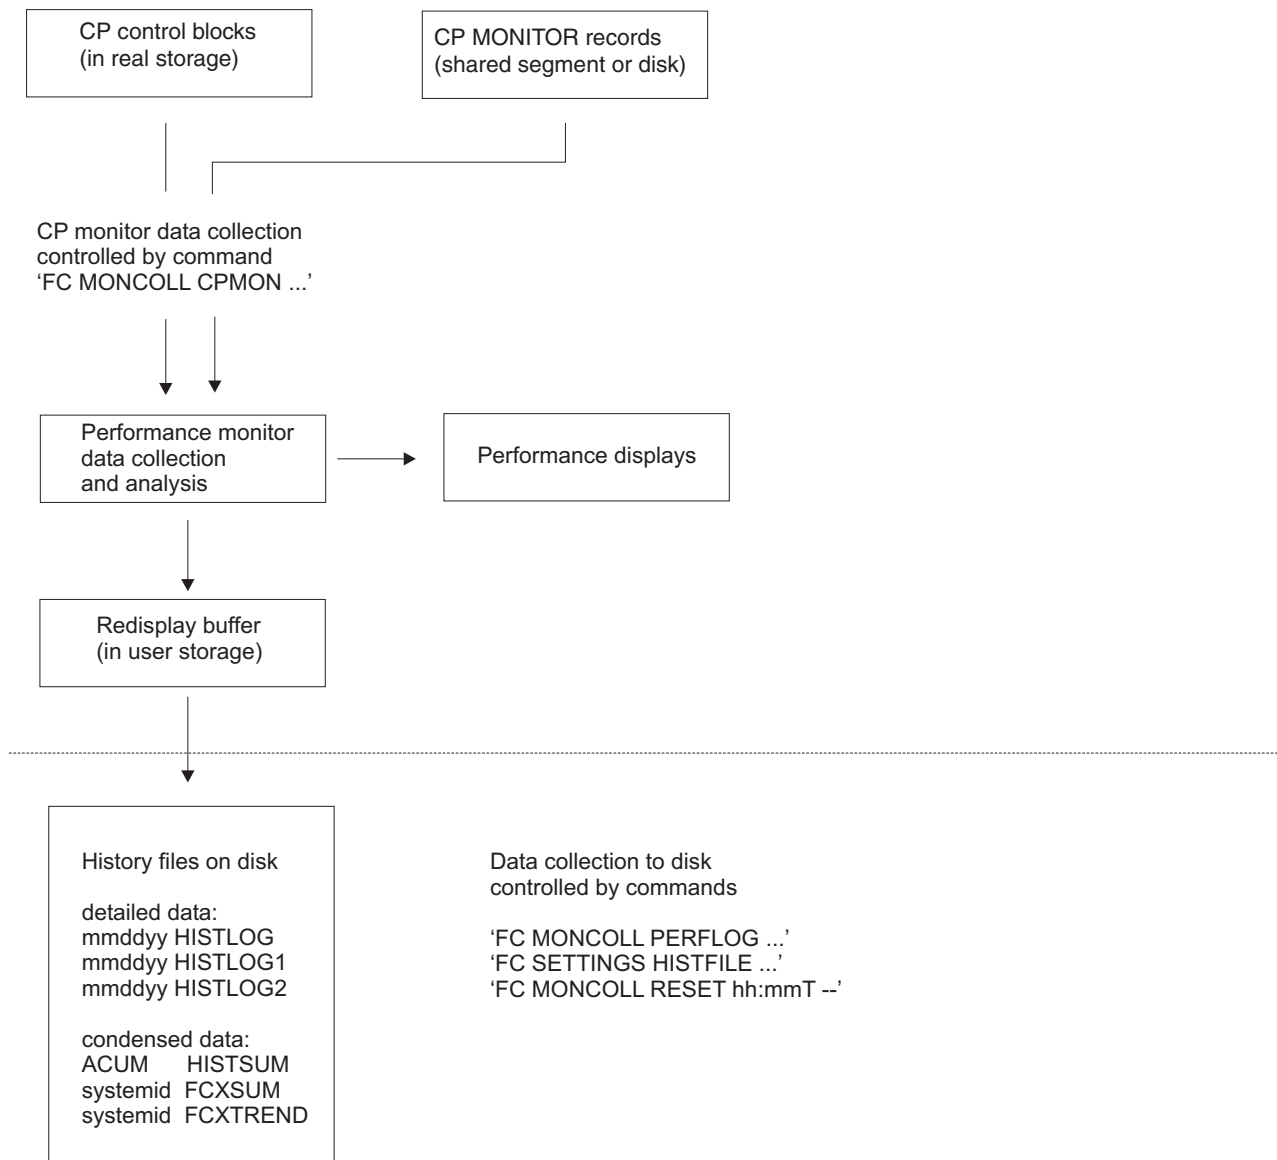 CP control blocks
(in real storage)
CP MONITOR records
(shared segment or disk)
CP monitor data collection
controlled by command
‘FC MONCOLL CPMON ...’
Performance monitor
data collection
and analysis
Performance displays
Redisplay buffer
(in user storage)
History files on disk
detailed data:
mmddyy HISTLOG
mmddyy HISTLOG1
mmddyy HISTLOG2
condensed data:
ACUM HISTSUM
systemid FCXSUM
systemid FCXTREND
Data collection to disk
controlled by commands
‘FC MONCOLL PERFLOG ...’
‘FC SETTINGS HISTFILE ...’
‘FC MONCOLL RESET hh:mmT --’